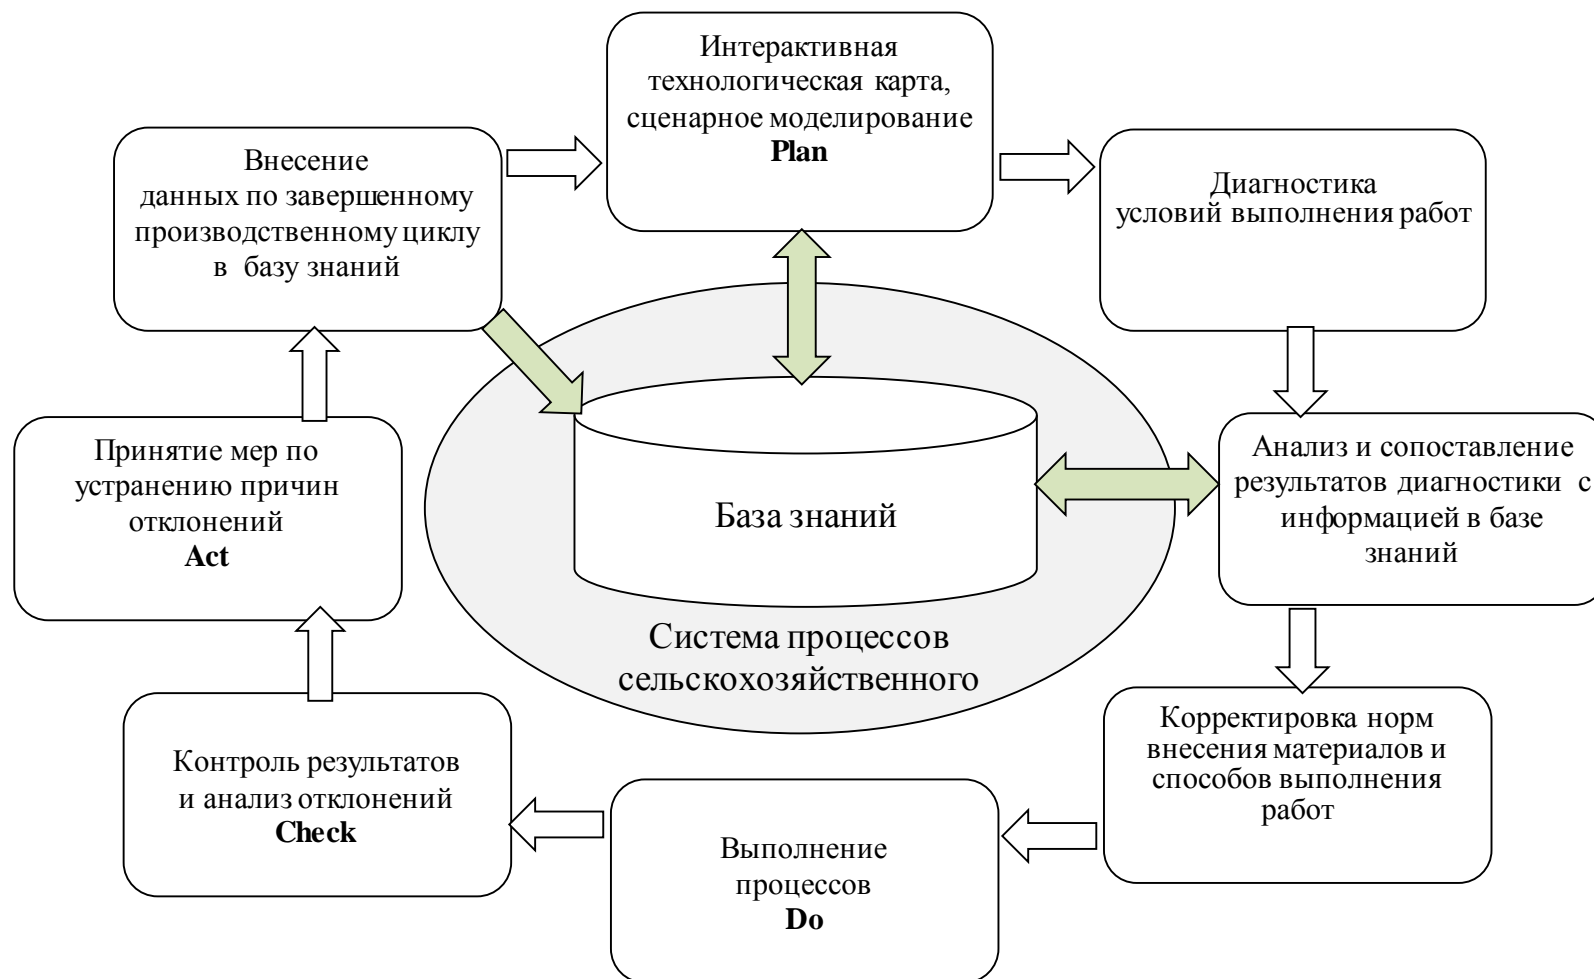 Интерактивная
технологическая карта,
сценарное моделирование
Plan
Внесение
данных по завершенному
производственному циклу
в базу знаний
Диагностика
условий выполнения работ
Принятие мер по
устранению причин
отклонений
Act
База знаний
Анализ и сопоставление
результатов диагностики с
информацией в базе
знаний
Система процессов
сельскохозяйственного
Контроль результатов
и анализ отклонений
Check
Выполнение
процессов
Do
Корректировка норм
внесения материалов и
способов выполнения
работ